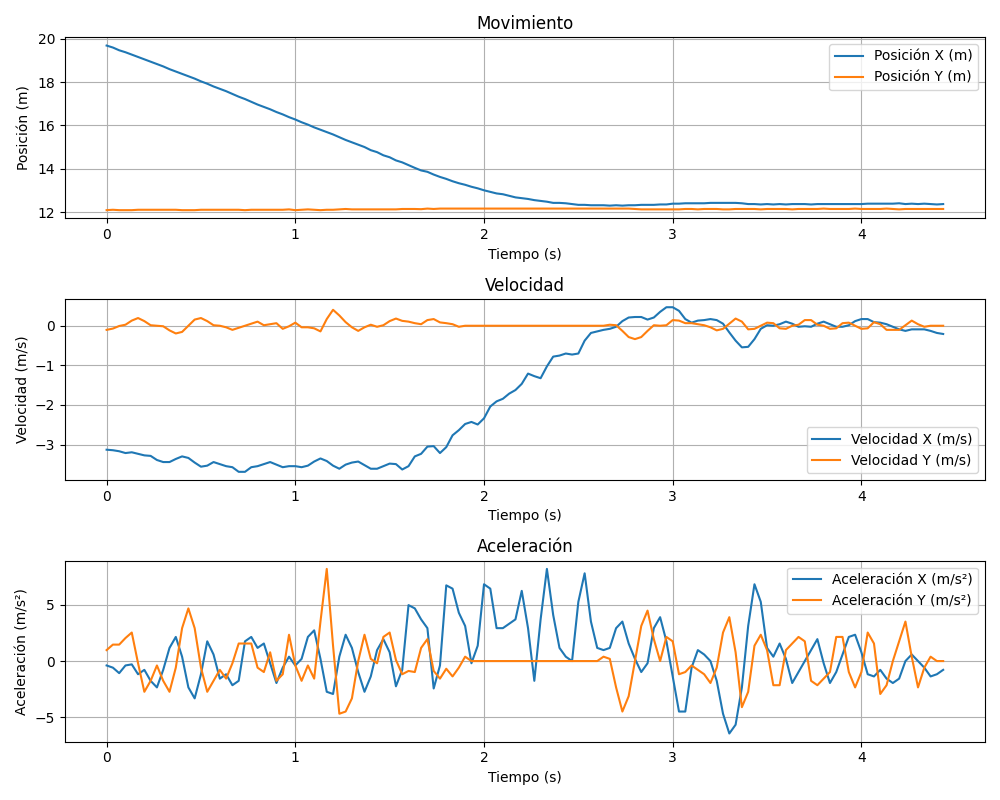 Movimiento
20
18
16
14
12
Posición (m)
Posición X (m)
Posición Y (m)
0 1 2 3 4
Tiempo (s)
Velocidad
0
−1
−2
−3
Velocidad (m/s)
Velocidad X (m/s)
Velocidad Y (m/s)
0 1 2 3 4
Tiempo (s)
Aceleración
5
0
−5
Aceleración (m/s²)
Aceleración X (m/s²)
Aceleración Y (m/s²)
0 1 2 3 4
Tiempo (s)